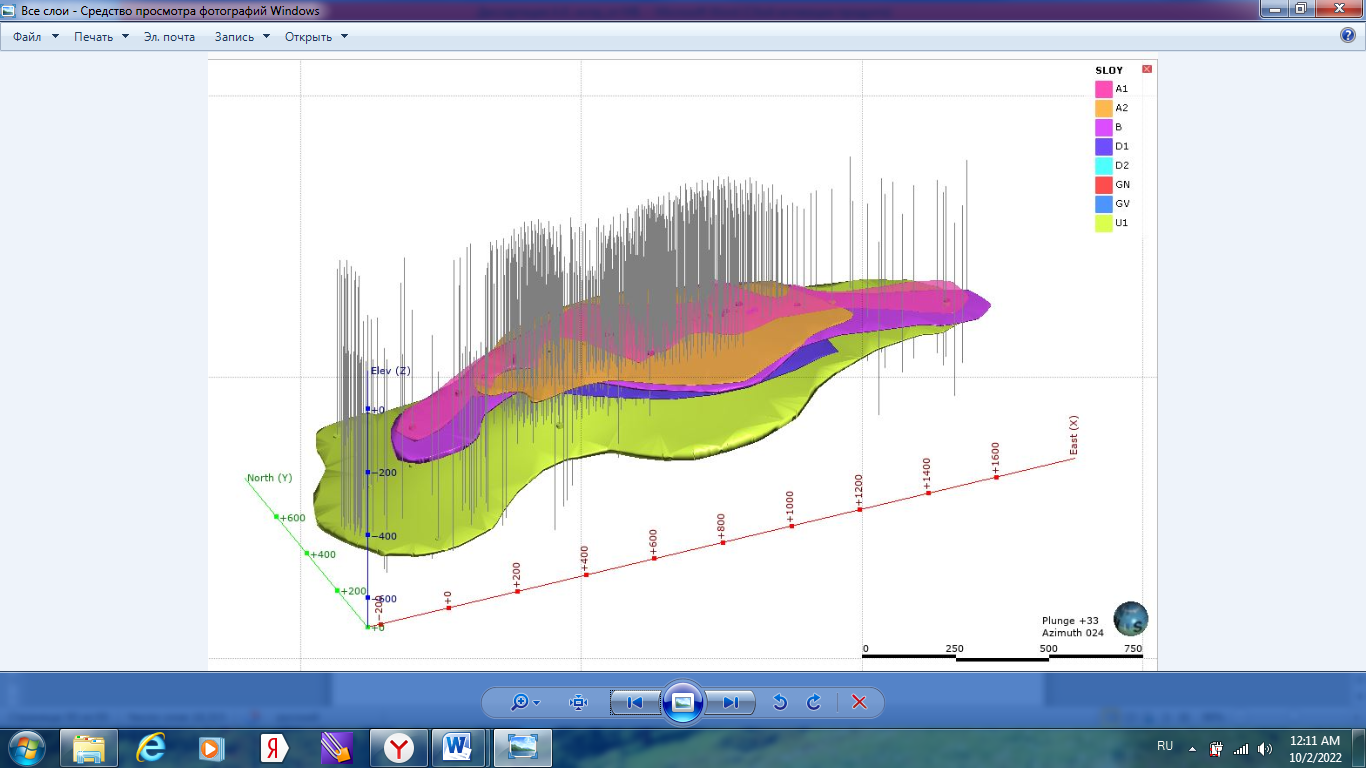 Все слои - Средство просмотра фотографий Windows
Файл Печать Эл. почта Запись Открыть
SLOY
A1
A2
B
D1
D2
GN
GV
U1
Elev (Z)
+0
−200
−400
−600
North (Y)
+600
+400
+200
+0
−200
+0
+200
+400
+600
+800
+1000
+1200
+1400
+1600
East (X)
Plunge +33
Azimuth 024
0 250 500 750
RU
12:11 AM
10/2/2022